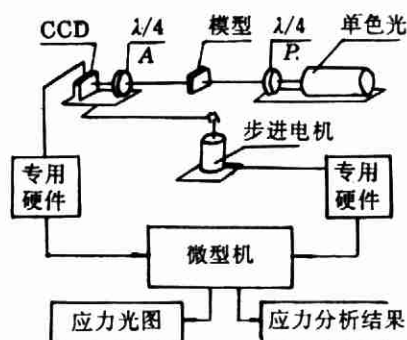 CCD
λ/4
A
模型
λ/4
P.
单色光
步进电机
专用
硬件
专用
硬件
微型机
应力光图
应力分析结果